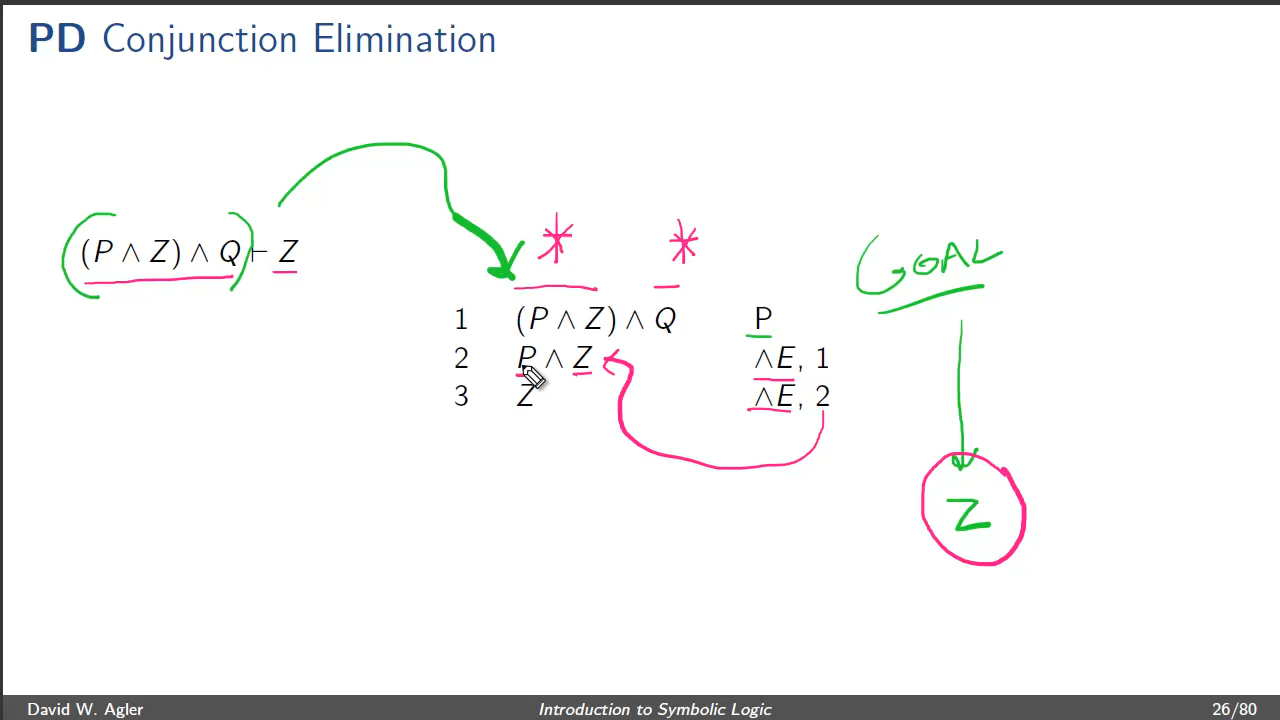 PD Conjunction Elimination
(P ∧ Z) ∧ Q ⊢ Z
GOAL
1 (P ∧ Z) ∧ Q P
2 P ∧ Z ∧E, 1
3 Z ∧E, 2
Z
David W. Agler Introduction to Symbolic Logic 26/80